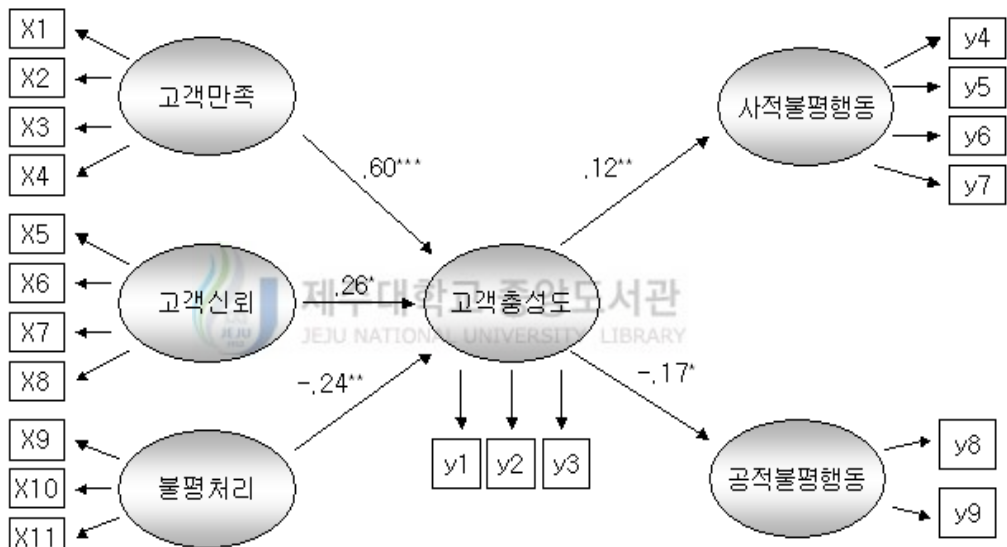 X1
X2
X3
X4
고객만족
.60***
X5
X6
X7
X8
고객신뢰
.26*
X9
X10
X11
불평처리
-.24**
고객충성도
y1 y2 y3
.12**
사적불평행동
y4
y5
y6
y7
-.17*
공적불평행동
y8
y9
제주대학교 중앙도서관
JEJU NATIONAL UNIVERSITY LIBRARY